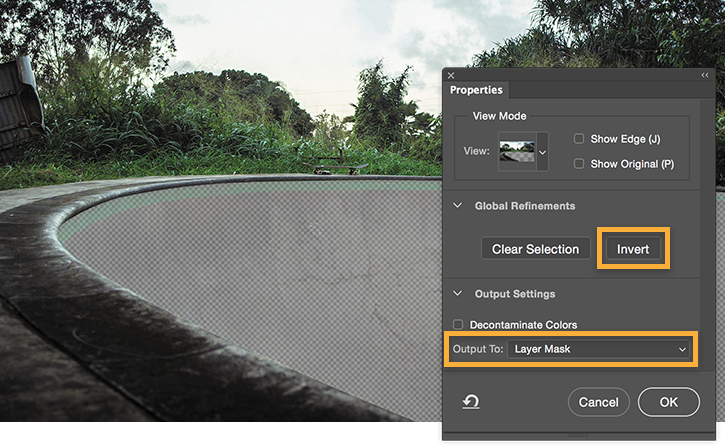 Properties
View Mode
View:
Show Edge (J)
Show Original (P)
Global Refinements
Clear Selection
Invert
Output Settings
Decontaminate Colors
Output To: Layer Mask
Cancel
OK